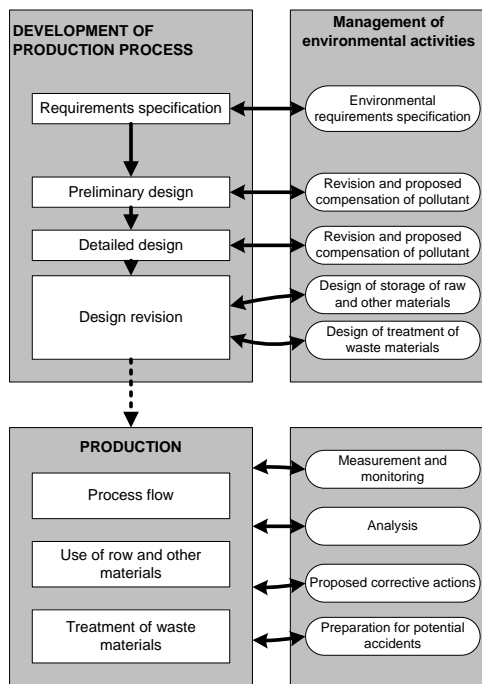 DEVELOPMENT OF
PRODUCTION PROCESS
Requirements specification
Preliminary design
Detailed design
Design revision
Management of
environmental activities
Environmental
requirements specification
Revision and proposed
compensation of pollutant
Revision and proposed
compensation of pollutant
Design of storage of raw
and other materials
Design of treatment of
waste materials
PRODUCTION
Process flow
Use of row and other
materials
Treatment of waste
materials
Measurement and
monitoring
Analysis
Proposed corrective actions
Preparation for potential
accidents